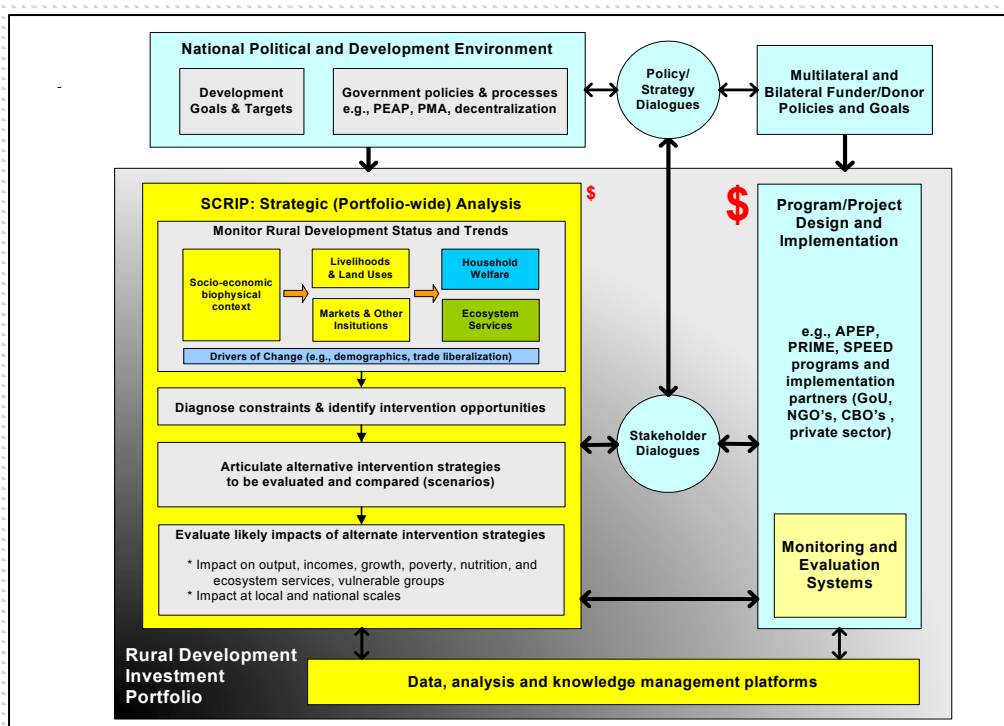 National Political and Development Environment
Development
Goals & Targets
Government policies & processes
e.g., PEAP, PMA, decentralization
Policy/
Strategy
Dialogues
Multilateral and
Bilateral Funder/Donor
Policies and Goals
SCRIP: Strategic (Portfolio-wide) Analysis
$
Monitor Rural Development Status and Trends
Socio-economic
biophysical
context
Livelihoods
& Land Uses
Markets & Other
Insitutions
Household
Welfare
Ecosystem
Services
Drivers of Change (e.g., demographics, trade liberalization)
Diagnose constraints & identify intervention opportunities
Articulate alternative intervention strategies
to be evaluated and compared (scenarios)
Evaluate likely impacts of alternate intervention strategies
* Impact on output, incomes, growth, poverty, nutrition, and
ecosystem services, vulnerable groups
* Impact at local and national scales
Stakeholder
Dialogues
$
Program/Project
Design and
Implementation
e.g., APEP,
PRIME, SPEED
programs and
implementation
partners (GoU,
NGO's, CBO's ,
private sector)
Monitoring and
Evaluation
Systems
Rural Development
Investment
Portfolio
Data, analysis and knowledge management platforms